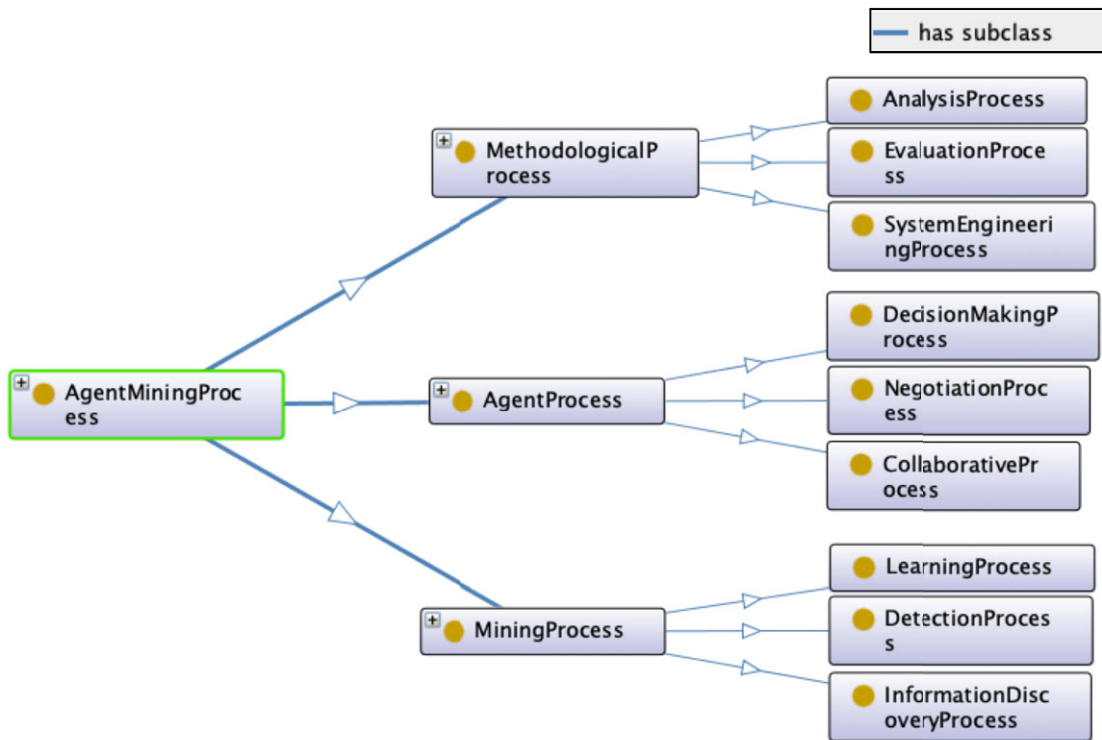 has subclass
AnalysisProcess
MethodologicalP
rocess
EvaluationProce
ss
SystemEngineeri
ngProcess
DecisionMakingP
rocess
AgentMiningProc
ess
AgentProcess
NegotiationProc
ess
CollaborativePr
ocess
LearningProcess
MiningProcess
DetectionProces
s
InformationDisc
overyProcess